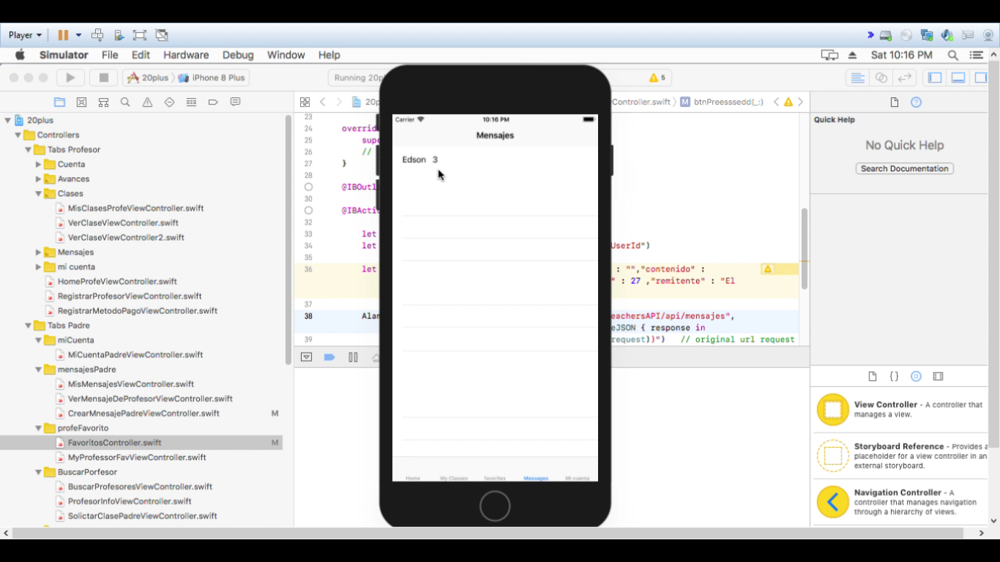 Player
Simulator File Edit Hardware Debug Window Help
Sat 10:16 PM
20plus iPhone 8 Plus
Running 20pl
5
20plus
Controllers
Tabs Profesor
Cuenta
Avances
Clases
MisClasesProfeViewController.swift
VerClaseViewController.swift
VerClaseViewController2.swift
Mensajes
mi cuenta
HomeProfeViewController.swift
RegistrarProfesorViewController.swift
RegistrarMetodoPagoViewController.swift
Tabs Padre
miCuenta
MiCuentaPadreViewController.swift
mensajesPadre
MisMensajesViewController.swift
VerMensajeDeProfesorViewController.swift
CrearMnesajePadreViewController.swift M
profeFavorito
FavoritosController.swift M
MyProfessorFavViewController.swift
BuscarPorfesor
BuscarProfesoresViewController.swift
ProfesorInfoViewController.swift
SolictarClasePadreViewController.swift
20p
Controller.swift M btnPreesssedd(_:)
23
24 overrid
25 supe
26 //
27 }
28
@IBOutl
30
@IBActi
32
33 let
34 let UserId")
35
36 let : "","contenido" :
" : 27 ,"remitente" : "El
37
38 Alam eachersAPI/api/mensajes",
eJSON { response in
39 request))") // original url request
Carrier 10:16 PM
Mensajes
Edson 3
Home My Classes favorites Messages Mi cuenta
Quick Help
No Quick Help
Search Documentation
View Controller - A controller that
manages a view.
Storyboard Reference - Provides a
placeholder for a view controller in an
external storyboard.
Navigation Controller - A
controller that manages navigation
through a hierarchy of views.